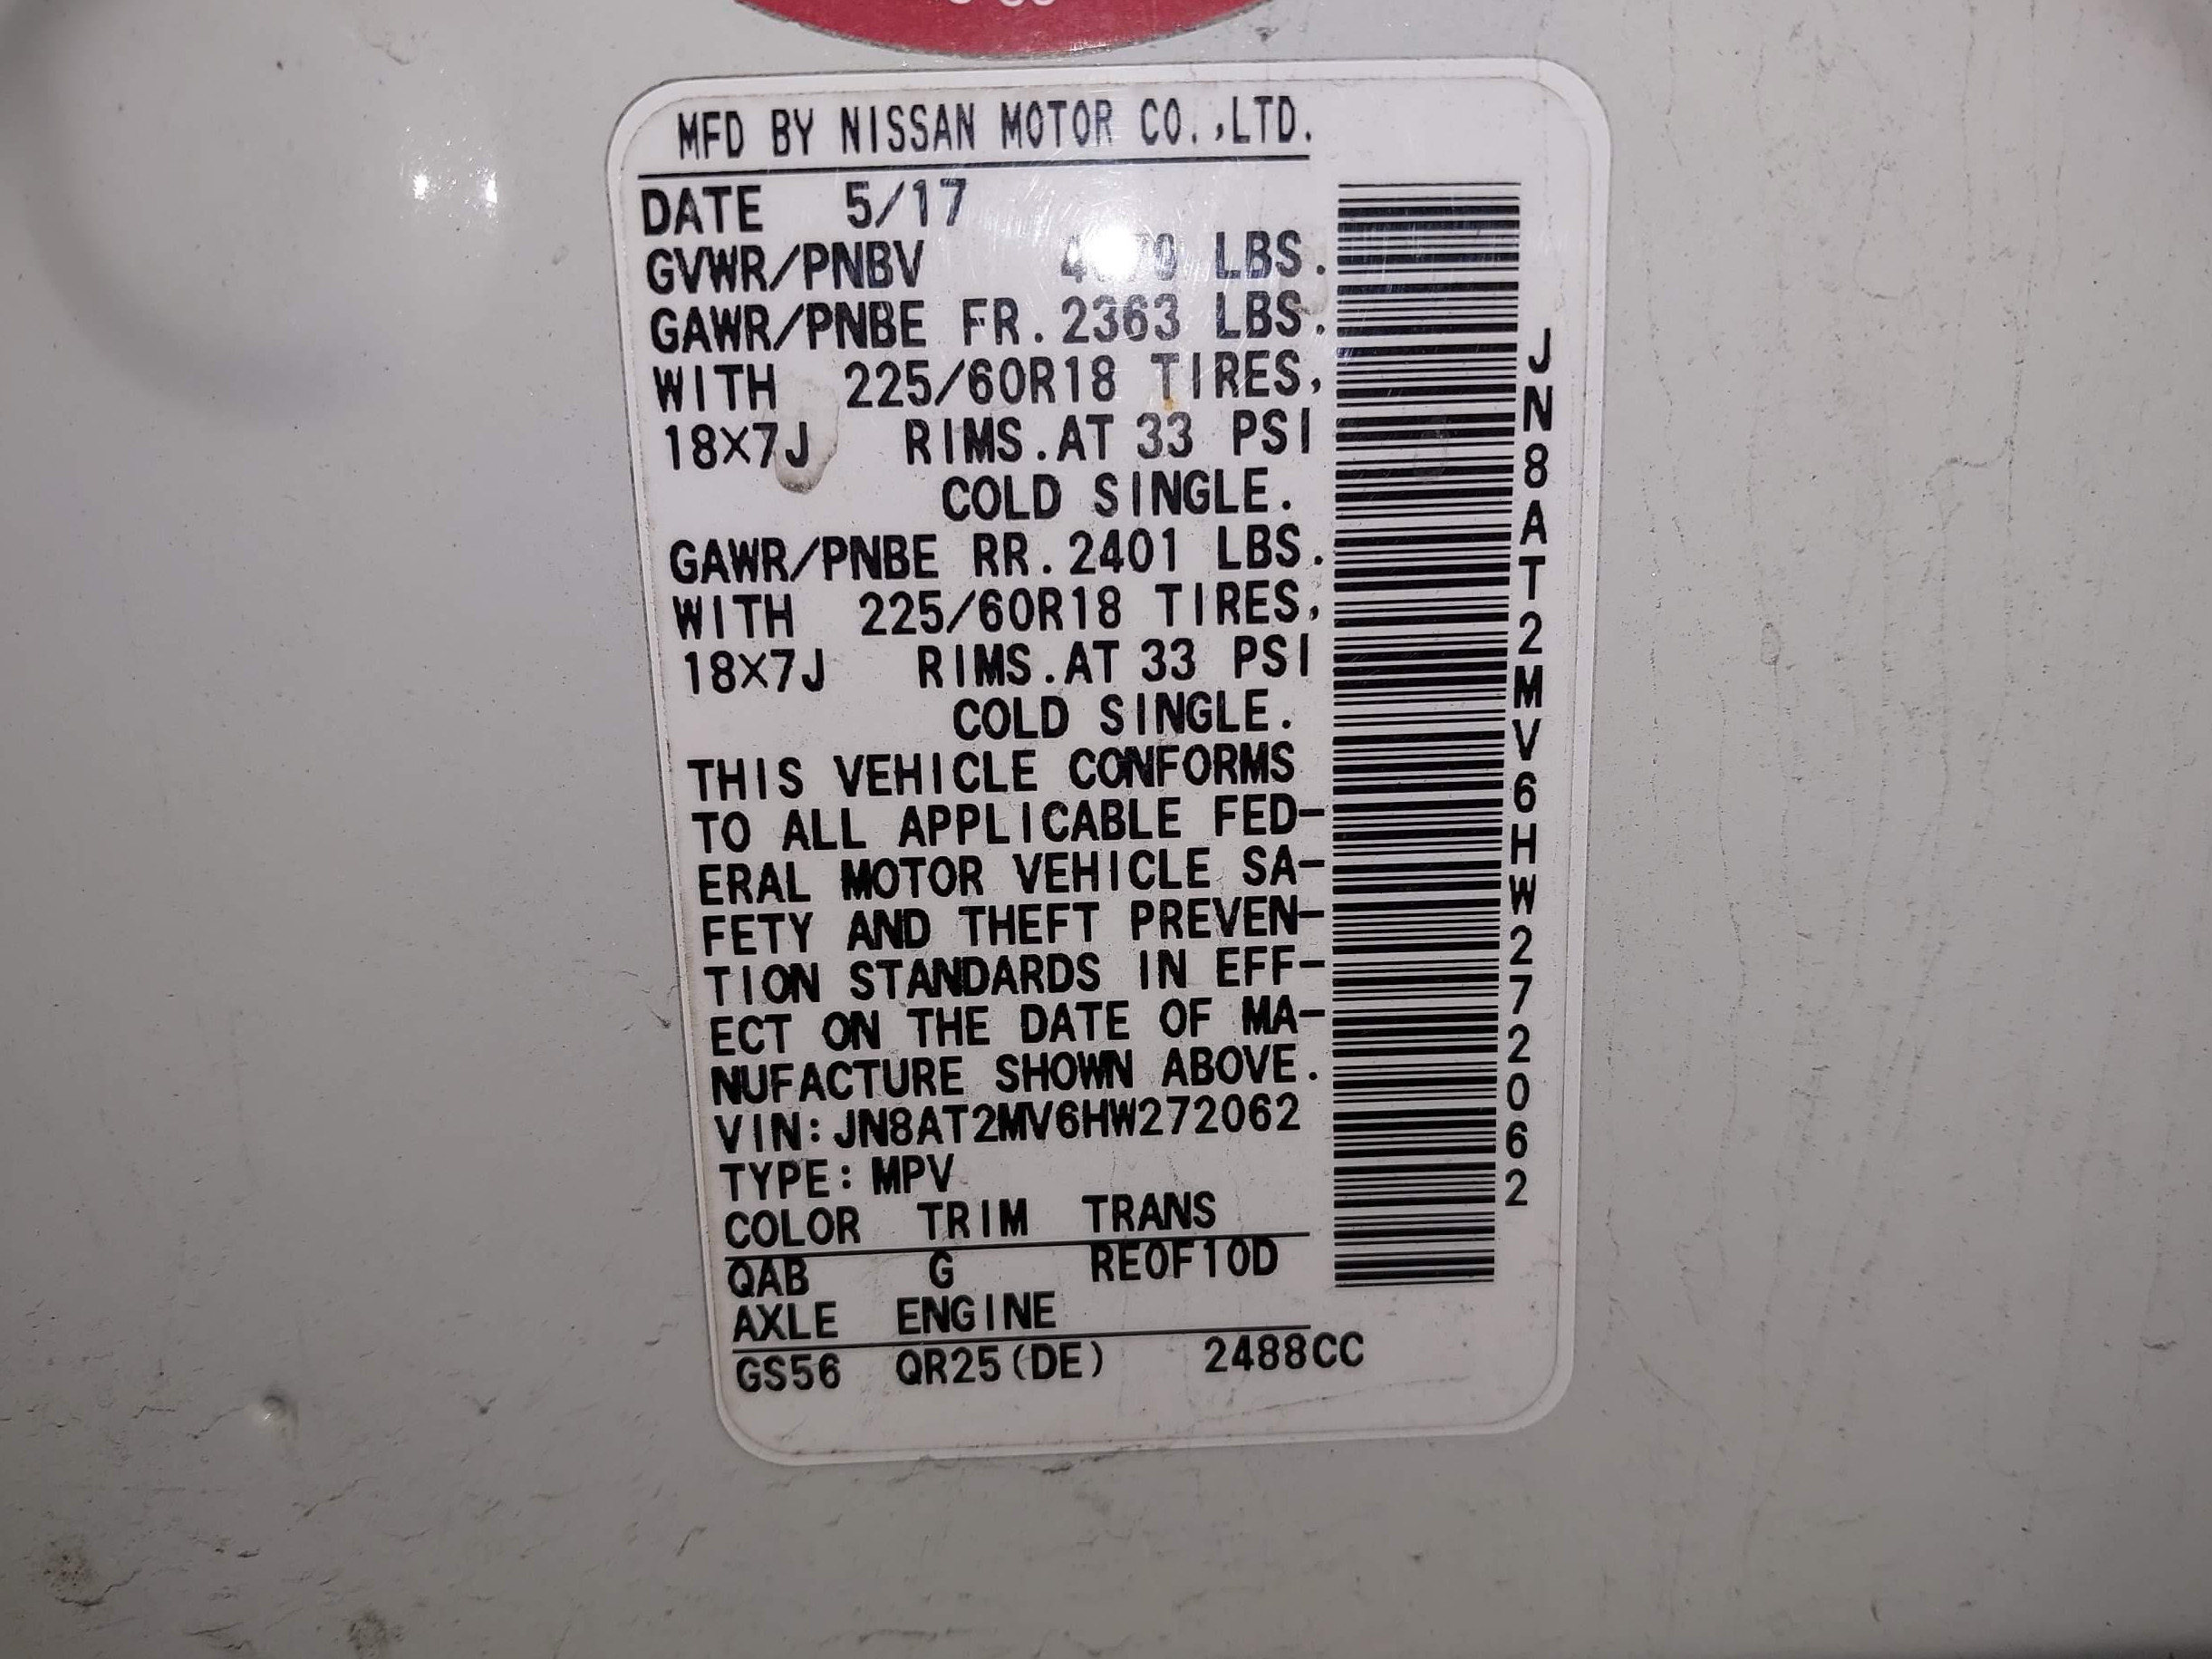 MFD BY NISSAN MOTOR CO.,LTD.
DATE 5/17
GVWR/PNBV LBS.
GAWR/PNBE FR.2363 LBS.
WITH 225/60R18 TIRES,
18X7J RIMS.AT 33 PSI
COLD SINGLE.
GAWR/PNBE RR.2401 LBS.
WITH 225/60R18 TIRES,
18X7J RIMS.AT 33 PSI
COLD SINGLE.
THIS VEHICLE CONFORMS
TO ALL APPLICABLE FED-
ERAL MOTOR VEHICLE SA-
FETY AND THEFT PREVEN-
TION STANDARDS IN EFF-
ECT ON THE DATE OF MA-
NUFACTURE SHOWN ABOVE.
VIN:JN8AT2MV6HW272062
TYPE:MPV
COLOR TRIM TRANS
QAB G RE0F10D
AXLE ENGINE
GS56 QR25(DE) 2488CC
JN8AT2MV6HW272062